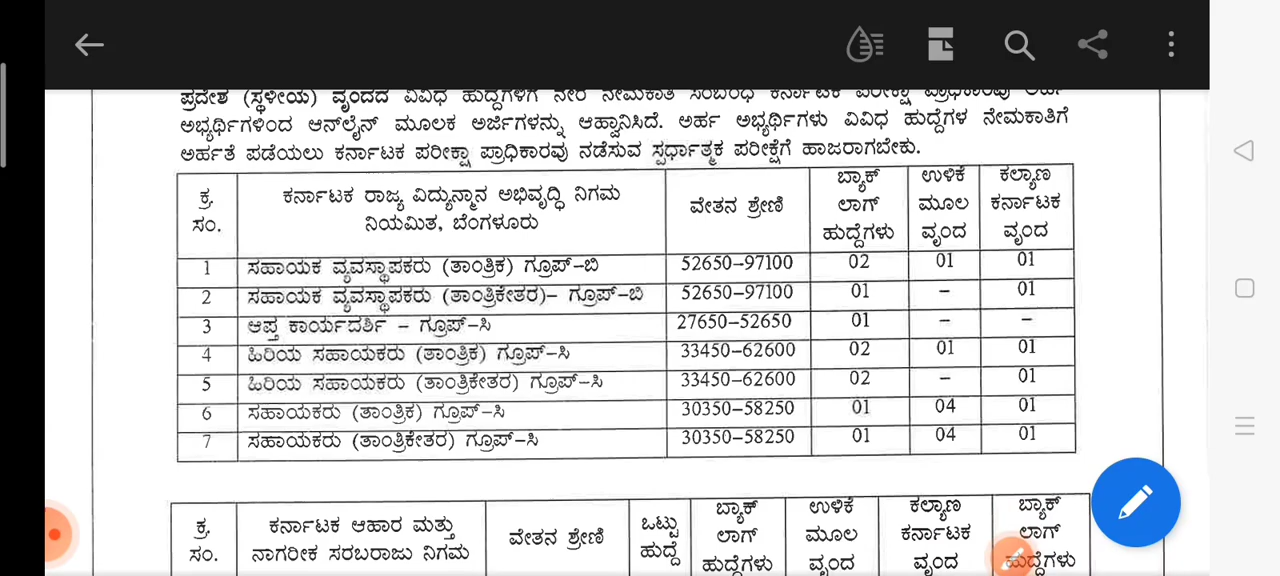 ಪ್ರದೇಶ (ಸ್ಥಳೀಯ) ವೃಂದದ ವಿವಿಧ ಹುದ್ದೆಗಳಿಗೆ ನೇರ ನೇಮಕಾತಿ ಸಂಬಂಧ ಕರ್ನಾಟಕ ಪರೀಕ್ಷಾ ಪ್ರಾಧಿಕಾರವು ಅರ್ಹ
ಅಭ್ಯರ್ಥಿಗಳಿಂದ ಆನ್‌ಲೈನ್ ಮೂಲಕ ಅರ್ಜಿಗಳನ್ನು ಆಹ್ವಾನಿಸಿದೆ. ಅರ್ಹ ಅಭ್ಯರ್ಥಿಗಳು ವಿವಿಧ ಹುದ್ದೆಗಳ ನೇಮಕಾತಿಗೆ
ಅರ್ಹತೆ ಪಡೆಯಲು ಕರ್ನಾಟಕ ಪರೀಕ್ಷಾ ಪ್ರಾಧಿಕಾರವು ನಡೆಸುವ ಸ್ಪರ್ಧಾತ್ಮಕ ಪರೀಕ್ಷೆಗೆ ಹಾಜರಾಗಬೇಕು.
ಕ್ರ. ಸಂ. ಕರ್ನಾಟಕ ರಾಜ್ಯ ವಿದ್ಯುನ್ಮಾನ ಅಭಿವೃದ್ಧಿ ನಿಗಮ ನಿಯಮಿತ, ಬೆಂಗಳೂರು ವೇತನ ಶ್ರೇಣಿ ಬ್ಯಾಕ್ ಲಾಗ್ ಹುದ್ದೆಗಳು ಉಳಿಕೆ ಮೂಲ ವೃಂದ ಕಲ್ಯಾಣ ಕರ್ನಾಟಕ ವೃಂದ
1 ಸಹಾಯಕ ವ್ಯವಸ್ಥಾಪಕರು (ತಾಂತ್ರಿಕ) ಗ್ರೂಪ್–ಬಿ 52650–97100 02 01 01
2 ಸಹಾಯಕ ವ್ಯವಸ್ಥಾಪಕರು (ತಾಂತ್ರಿಕೇತರ)– ಗ್ರೂಪ್–ಬಿ 52650–97100 01 – 01
3 ಆಪ್ತ ಕಾರ್ಯದರ್ಶಿ – ಗ್ರೂಪ್–ಸಿ 27650–52650 01 – –
4 ಹಿರಿಯ ಸಹಾಯಕರು (ತಾಂತ್ರಿಕ) ಗ್ರೂಪ್–ಸಿ 33450–62600 02 01 01
5 ಹಿರಿಯ ಸಹಾಯಕರು (ತಾಂತ್ರಿಕೇತರ) ಗ್ರೂಪ್–ಸಿ 33450–62600 02 – 01
6 ಸಹಾಯಕರು (ತಾಂತ್ರಿಕ) ಗ್ರೂಪ್–ಸಿ 30350–58250 01 04 01
7 ಸಹಾಯಕರು (ತಾಂತ್ರಿಕೇತರ) ಗ್ರೂಪ್–ಸಿ 30350–58250 01 04 01
ಕ್ರ. ಸಂ. ಕರ್ನಾಟಕ ಆಹಾರ ಮತ್ತು ನಾಗರೀಕ ಸರಬರಾಜು ನಿಗಮ ವೇತನ ಶ್ರೇಣಿ ಒಟ್ಟು ಹುದ್ದೆ ಬ್ಯಾಕ್ ಲಾಗ್ ಹುದ್ದೆಗಳು ಉಳಿಕೆ ಮೂಲ ವೃಂದ ಕಲ್ಯಾಣ ಕರ್ನಾಟಕ ವೃಂದ ಬ್ಯಾಕ್ ಲಾಗ್ ಹುದ್ದೆಗಳು